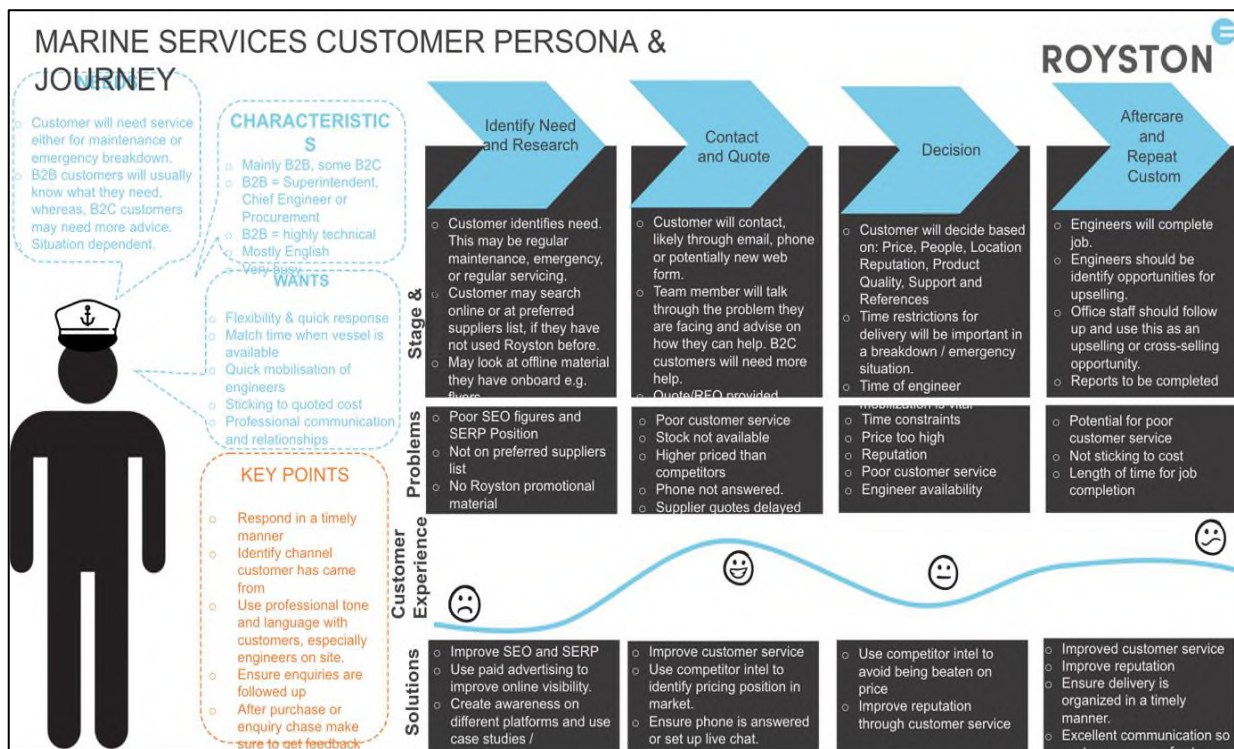 MARINE SERVICES CUSTOMER PERSONA &
JOURNEY
ROYSTON
NEEDS
o Customer will need service
either for maintenance or
emergency breakdown.
o B2B customers will usually
know what they need,
whereas, B2C customers
may need more advice.
o Situation dependent.
CHARACTERISTIC
S
o Mainly B2B, some B2C
o B2B = Superintendent,
Chief Engineer or
Procurement
o B2B = highly technical
o Mostly English
o Very busy
WANTS
o Flexibility & quick response
o Match time when vessel is
available
o Quick mobilisation of
engineers
o Sticking to quoted cost
o Professional communication
and relationships
KEY POINTS
o Respond in a timely
manner
o Identify channel
customer has came
from
o Use professional tone
and language with
customers, especially
engineers on site.
o Ensure enquiries are
followed up
o After purchase or
enquiry chase make
sure to get feedback
Identify Need
and Research
Contact
and Quote
Decision
Aftercare
and
Repeat
Custom
Stage &
o Customer identifies need.
This may be regular
maintenance, emergency,
or regular servicing.
o Customer may search
online or at preferred
suppliers list, if they have
not used Royston before.
o May look at offline material
they have onboard e.g.
flyers
o Customer will contact,
likely through email, phone
or potentially new web
form.
o Team member will talk
through the problem they
are facing and advise on
how they can help. B2C
customers will need more
help.
o Quote/RFQ provided
o Customer will decide based
on: Price, People, Location
Reputation, Product
Quality, Support and
References
o Time restrictions for
delivery will be important in
a breakdown / emergency
situation.
o Time of engineer
mobilization is vital
o Engineers will complete
job.
o Engineers should be
identify opportunities for
upselling.
o Office staff should follow
up and use this as an
upselling or cross-selling
opportunity.
o Reports to be completed
Problems
o Poor SEO figures and
SERP Position
o Not on preferred suppliers
list
o No Royston promotional
material
o Poor customer service
o Stock not available
o Higher priced than
competitors
o Phone not answered.
o Supplier quotes delayed
o Time constraints
o Price too high
o Reputation
o Poor customer service
o Engineer availability
o Potential for poor
customer service
o Not sticking to cost
o Length of time for job
completion
Customer
Experience
Solutions
o Improve SEO and SERP
o Use paid advertising to
improve online visibility.
o Create awareness on
different platforms and use
case studies /
o Improve customer service
o Use competitor intel to
identify pricing position in
market.
o Ensure phone is answered
or set up live chat.
o Use competitor intel to
avoid being beaten on
price
o Improve reputation
through customer service
o Improved customer service
o Improve reputation
o Ensure delivery is
organized in a timely
manner.
o Excellent communication so